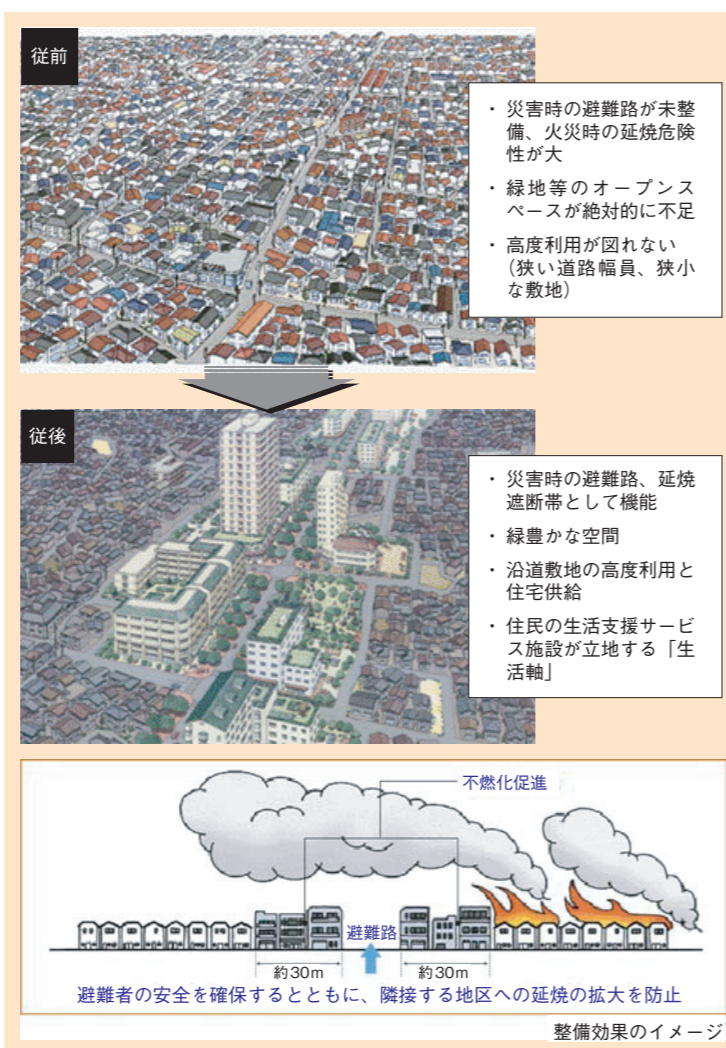 従前
・ 災害時の避難路が未整
備、火災時の延焼危険
性が大
・ 緑地等のオープンス
ペースが絶対的に不足
・ 高度利用が図れない
（狭い道路幅員、狭小
な敷地）
従後
・ 災害時の避難路、延焼
遮断帯として機能
・ 緑豊かな空間
・ 沿道敷地の高度利用と
住宅供給
・ 住民の生活支援サービ
ス施設が立地する「生
活軸」
不燃化促進
避難路
約30m
約30m
避難者の安全を確保するとともに、隣接する地区への延焼の拡大を防止
整備効果のイメージ